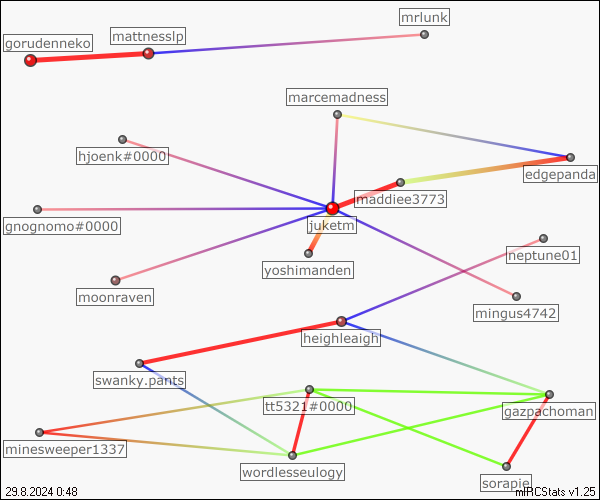 mrlunk
mattnesslp
gorudenneko
marcemadness
hjoenk#0000
edgepanda
maddiee3773
gnognomo#0000
juketm
neptune01
yoshimanden
moonraven
mingus4742
heighleaigh
swanky.pants
tt5321#0000
gazpachoman
minesweeper1337
wordlesseulogy
sorapie
29.8.2024 0:48
mIRCStats v1.25